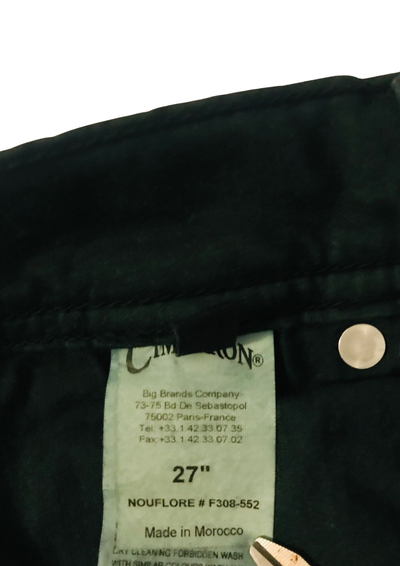 Big Brands Company
73-75 Bd De Sebastopol
75002 Paris-France
Tel: +33.1.42.33.07.35
Fax:+33.1.42.33.07.02
27"
NOUFLORE # F308-552
Made in Morocco
DRY CLEANING FORBIDDEN WASH
WITH SIMILAR COLOURS